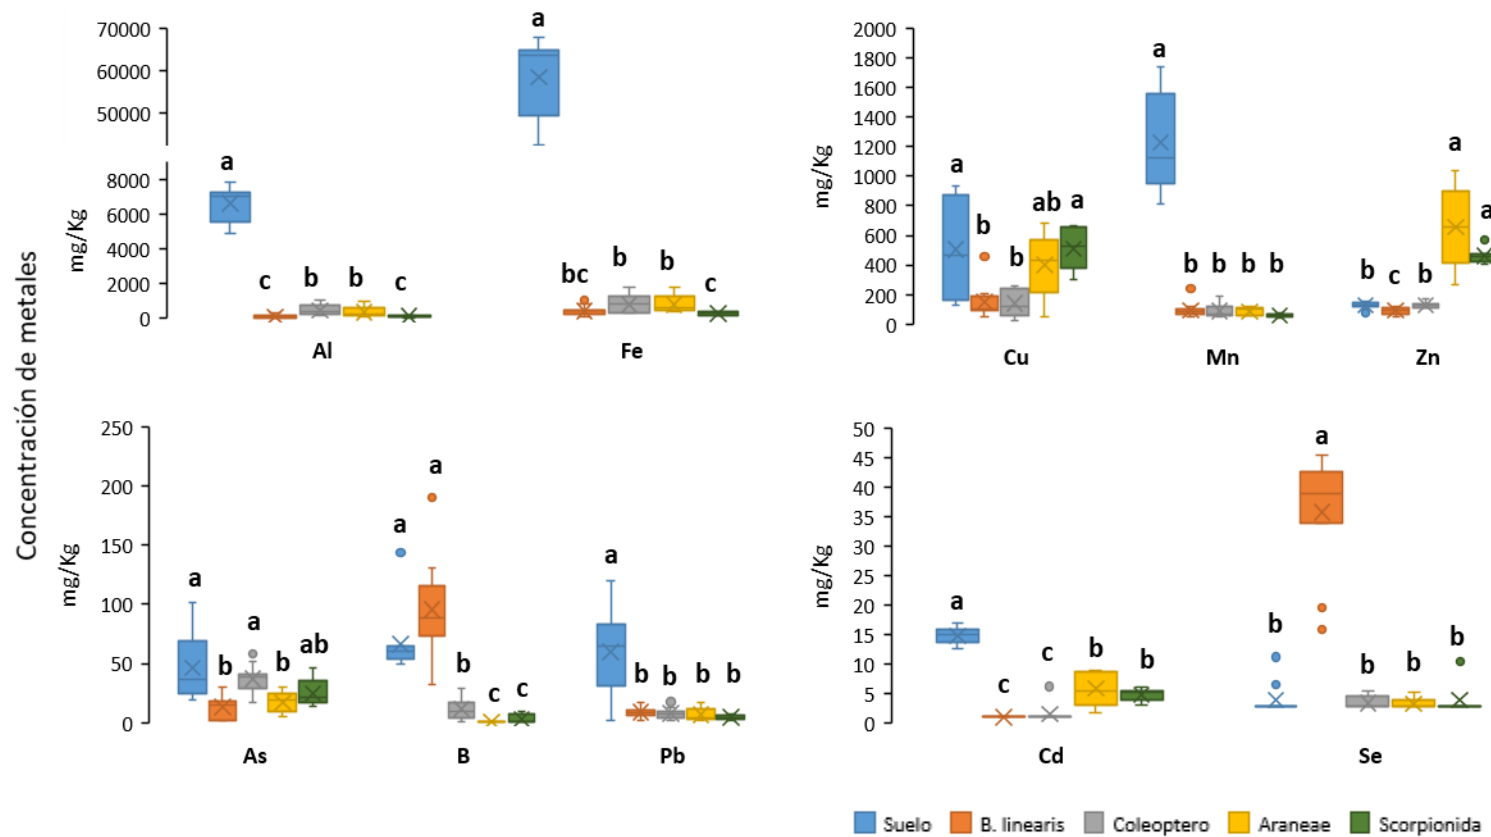 Concentración de metales
mg/Kg
70000
60000
50000
8000
6000
4000
2000
0
a
c
b
b
c
a
bc
b
b
c
Al
Fe
mg/Kg
2000
1800
1600
1400
1200
1000
800
600
400
200
0
a
b
b
ab
a
a
b
b
b
b
b
c
b
a
a
Cu
Mn
Zn
mg/Kg
250
200
150
100
50
0
a
b
a
b
ab
a
a
b
c
c
a
b
b
b
b
As
B
Pb
mg/Kg
50
45
40
35
30
25
20
15
10
5
0
a
c
c
b
b
b
a
b
b
b
Cd
Se
Suelo
B. linearis
Coleoptero
Araneae
Scorpionida